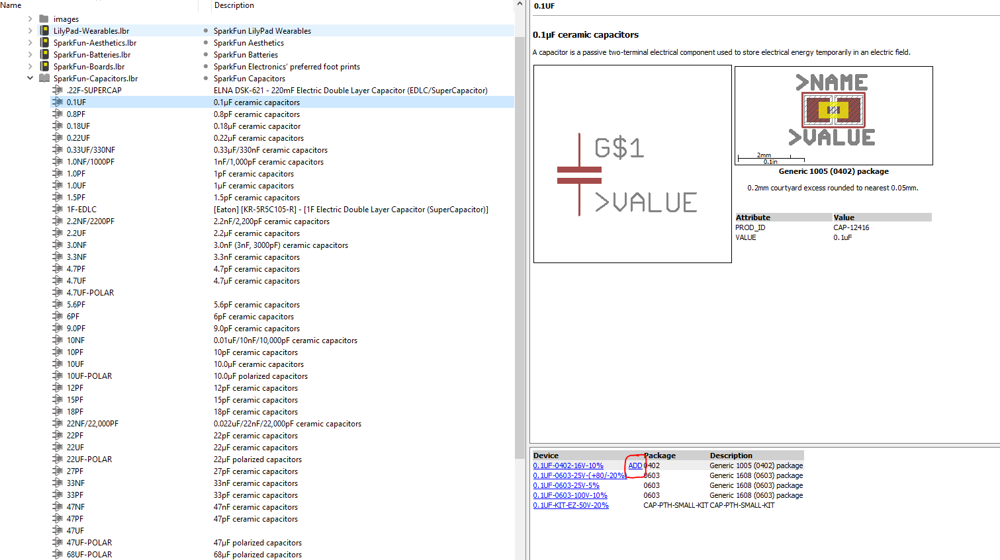 Name Description
images
LilyPad-Wearables.lbr SparkFun LilyPad Wearables
SparkFun-Aesthetics.lbr SparkFun Aesthetics
SparkFun-Batteries.lbr SparkFun Batteries
SparkFun-Boards.lbr SparkFun Electronics' preferred foot prints
SparkFun-Capacitors.lbr SparkFun Capacitors
.22F-SUPERCAP ELNA DSK-621 - 220mF Electric Double Layer Capacitor (EDLC/SuperCapacitor)
0.1UF 0.1µF ceramic capacitors
0.8PF 0.8pF ceramic capacitors
0.18UF 0.18µF ceramic capacitor
0.22UF 0.22µF ceramic capacitors
0.33UF/330NF 0.33µF/330nF ceramic capacitors
1.0NF/1000PF 1nF/1,000pF ceramic capacitors
1.0PF 1pF ceramic capacitors
1.0UF 1µF ceramic capacitors
1.5PF 1.5pF ceramic capacitors
1F-EDLC [Eaton] [KR-5R5C105-R] - [1F Electric Double Layer Capacitor (SuperCapacitor)]
2.2NF/2200PF 2.2nF/2,200pF ceramic capacitors
2.2UF 2.2µF ceramic capacitors
3.0NF 3.0nF (3nF, 3000pF) ceramic capacitors
3.3NF 3.3nF ceramic capacitors
4.7PF 4.7pF ceramic capacitors
4.7UF 4.7µF ceramic capacitors
4.7UF-POLAR
5.6PF 5.6pF ceramic capacitors
6PF 6pF ceramic capacitors
9.0PF 9.0pF ceramic capacitors
10NF 0.01uF/10nF/10,000pF ceramic capacitors
10PF 10pF ceramic capacitors
10UF 10.0µF ceramic capacitors
10UF-POLAR 10.0µF polarized capacitors
12PF 12pF ceramic capacitors
15PF 15pF ceramic capacitors
18PF 18pF ceramic capacitors
22NF/22,000PF 0.022uF/22nF/22,000pF ceramic capacitors
22PF 22pF ceramic capacitors
22UF 22µF ceramic capacitors
22UF-POLAR 22µF polarized capacitors
27PF 27pF ceramic capacitors
33NF 33nF ceramic capacitors
33PF 33pF ceramic capacitors
47NF 47nF ceramic capacitors
47PF 47pF ceramic capacitors
47UF
47UF-POLAR 47µF polarized capacitors
68UF-POLAR 68µF polarized capacitors
0.1UF
0.1µF ceramic capacitors
A capacitor is a passive two-terminal electrical component used to store electrical energy temporarily in an electric field.
G$1
>VALUE
>NAME
>VALUE
2mm
0.1in
Generic 1005 (0402) package
0.2mm courtyard excess rounded to nearest 0.05mm.
Attribute Value
PROD_ID CAP-12416
VALUE 0.1uF
Device Package Description
0.1UF-0402-16V-10% ADD 0402 Generic 1005 (0402) package
0.1UF-0603-25V-(+80/-20%) 0603 Generic 1608 (0603) package
0.1UF-0603-25V-5% 0603 Generic 1608 (0603) package
0.1UF-0603-100V-10% 0603 Generic 1608 (0603) package
0.1UF-KIT-EZ-50V-20% CAP-PTH-SMALL-KIT CAP-PTH-SMALL-KIT